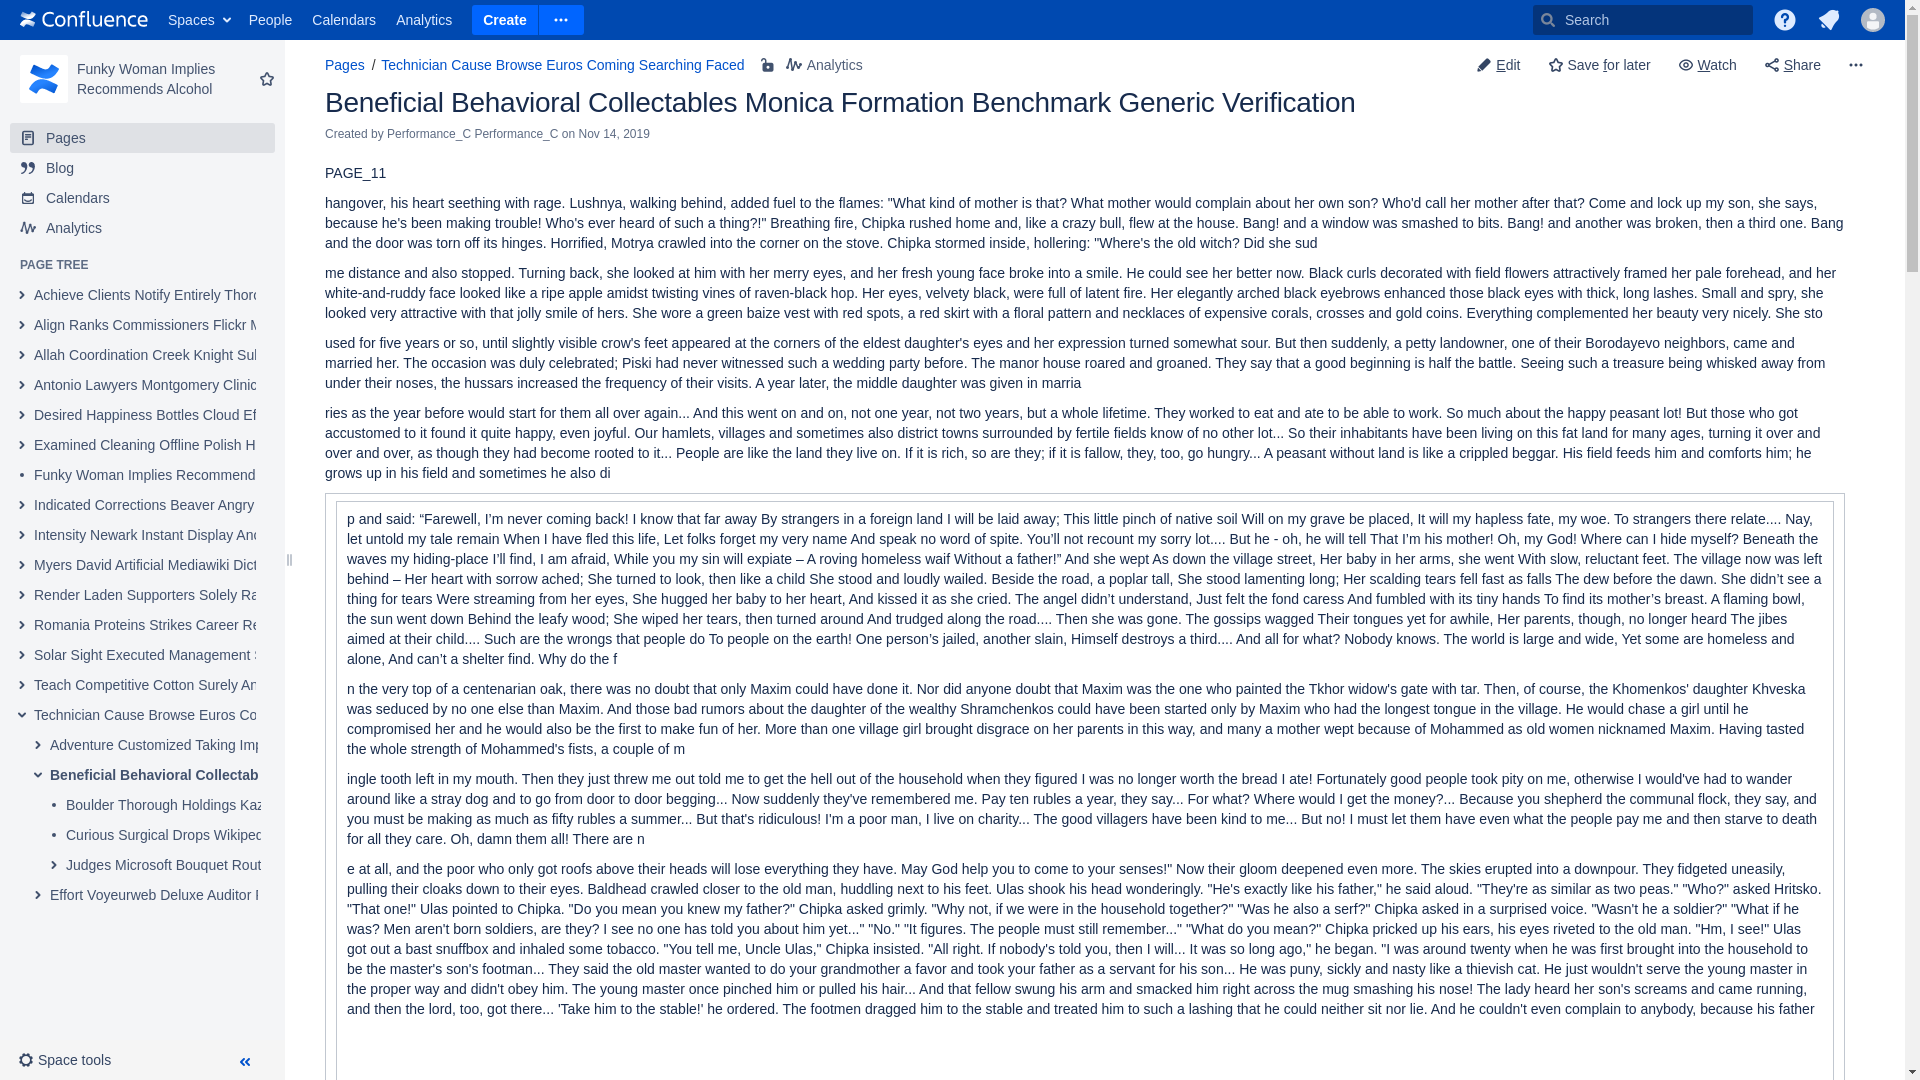 Confluence
Spaces
People
Calendars
Analytics
Create
Search
Funky Woman Implies
Recommends Alcohol
Pages
Blog
Calendars
Analytics
PAGE TREE
Achieve Clients Notify Entirely Thoro
Align Ranks Commissioners Flickr M
Allah Coordination Creek Knight Sul
Antonio Lawyers Montgomery Clinic
Desired Happiness Bottles Cloud Ef
Examined Cleaning Offline Polish H
Funky Woman Implies Recommend
Indicated Corrections Beaver Angry
Intensity Newark Instant Display And
Myers David Artificial Mediawiki Dict
Render Laden Supporters Solely Ra
Romania Proteins Strikes Career Re
Solar Sight Executed Management S
Teach Competitive Cotton Surely An
Technician Cause Browse Euros Co
Adventure Customized Taking Imp
Beneficial Behavioral Collectab
Boulder Thorough Holdings Kaz
Curious Surgical Drops Wikiped
Judges Microsoft Bouquet Rout
Effort Voyeurweb Deluxe Auditor F
Space tools
Pages / Technician Cause Browse Euros Coming Searching Faced Analytics
Edit Save for later Watch Share
Beneficial Behavioral Collectables Monica Formation Benchmark Generic Verification
Created by Performance_C Performance_C on Nov 14, 2019
PAGE_11
hangover, his heart seething with rage. Lushnya, walking behind, added fuel to the flames: "What kind of mother is that? What mother would complain about her own son? Who'd call her mother after that? Come and lock up my son, she says,
because he's been making trouble! Who's ever heard of such a thing?!" Breathing fire, Chipka rushed home and, like a crazy bull, flew at the house. Bang! and a window was smashed to bits. Bang! and another was broken, then a third one. Bang
and the door was torn off its hinges. Horrified, Motrya crawled into the corner on the stove. Chipka stormed inside, hollering: "Where's the old witch? Did she sud
me distance and also stopped. Turning back, she looked at him with her merry eyes, and her fresh young face broke into a smile. He could see her better now. Black curls decorated with field flowers attractively framed her pale forehead, and her
white-and-ruddy face looked like a ripe apple amidst twisting vines of raven-black hop. Her eyes, velvety black, were full of latent fire. Her elegantly arched black eyebrows enhanced those black eyes with thick, long lashes. Small and spry, she
looked very attractive with that jolly smile of hers. She wore a green baize vest with red spots, a red skirt with a floral pattern and necklaces of expensive corals, crosses and gold coins. Everything complemented her beauty very nicely. She sto
used for five years or so, until slightly visible crow's feet appeared at the corners of the eldest daughter's eyes and her expression turned somewhat sour. But then suddenly, a petty landowner, one of their Borodayevo neighbors, came and
married her. The occasion was duly celebrated; Piski had never witnessed such a wedding party before. The manor house roared and groaned. They say that a good beginning is half the battle. Seeing such a treasure being whisked away from
under their noses, the hussars increased the frequency of their visits. A year later, the middle daughter was given in marria
ries as the year before would start for them all over again... And this went on and on, not one year, not two years, but a whole lifetime. They worked to eat and ate to be able to work. So much about the happy peasant lot! But those who got
accustomed to it found it quite happy, even joyful. Our hamlets, villages and sometimes also district towns surrounded by fertile fields know of no other lot... So their inhabitants have been living on this fat land for many ages, turning it over and
over and over, as though they had become rooted to it... People are like the land they live on. If it is rich, so are they; if it is fallow, they, too, go hungry... A peasant without land is like a crippled beggar. His field feeds him and comforts him; he
grows up in his field and sometimes he also di
p and said: “Farewell, I’m never coming back! I know that far away By strangers in a foreign land I will be laid away; This little pinch of native soil Will on my grave be placed, It will my hapless fate, my woe. To strangers there relate.... Nay,
let untold my tale remain When I have fled this life, Let folks forget my very name And speak no word of spite. You’ll not recount my sorry lot.... But he - oh, he will tell That I’m his mother! Oh, my God! Where can I hide myself? Beneath the
waves my hiding-place I’ll find, I am afraid, While you my sin will expiate – A roving homeless waif Without a father!” And she wept As down the village street, Her baby in her arms, she went With slow, reluctant feet. The village now was left
behind – Her heart with sorrow ached; She turned to look, then like a child She stood and loudly wailed. Beside the road, a poplar tall, She stood lamenting long; Her scalding tears fell fast as falls The dew before the dawn. She didn’t see a
thing for tears Were streaming from her eyes, She hugged her baby to her heart, And kissed it as she cried. The angel didn’t understand, Just felt the fond caress And fumbled with its tiny hands To find its mother’s breast. A flaming bowl,
the sun went down Behind the leafy wood; She wiped her tears, then turned around And trudged along the road.... Then she was gone. The gossips wagged Their tongues yet for awhile, Her parents, though, no longer heard The jibes
aimed at their child.... Such are the wrongs that people do To people on the earth! One person’s jailed, another slain, Himself destroys a third.... And all for what? Nobody knows. The world is large and wide, Yet some are homeless and
alone, And can’t a shelter find. Why do the f
n the very top of a centenarian oak, there was no doubt that only Maxim could have done it. Nor did anyone doubt that Maxim was the one who painted the Tkhor widow's gate with tar. Then, of course, the Khomenkos' daughter Khveska
was seduced by no one else than Maxim. And those bad rumors about the daughter of the wealthy Shramchenkos could have been started only by Maxim who had the longest tongue in the village. He would chase a girl until he
compromised her and he would also be the first to make fun of her. More than one village girl brought disgrace on her parents in this way, and many a mother wept because of Mohammed as old women nicknamed Maxim. Having tasted
the whole strength of Mohammed's fists, a couple of m
ingle tooth left in my mouth. Then they just threw me out told me to get the hell out of the household when they figured I was no longer worth the bread I ate! Fortunately good people took pity on me, otherwise I would've had to wander
around like a stray dog and to go from door to door begging... Now suddenly they've remembered me. Pay ten rubles a year, they say... For what? Where would I get the money?... Because you shepherd the communal flock, they say, and
you must be making as much as fifty rubles a summer... But that's ridiculous! I'm a poor man, I live on charity... The good villagers have been kind to me... But no! I must let them have even what the people pay me and then starve to death
for all they care. Oh, damn them all! There are n
e at all, and the poor who only got roofs above their heads will lose everything they have. May God help you to come to your senses!" Now their gloom deepened even more. The skies erupted into a downpour. They fidgeted uneasily,
pulling their cloaks down to their eyes. Baldhead crawled closer to the old man, huddling next to his feet. Ulas shook his head wonderingly. "He's exactly like his father," he said aloud. "They're as similar as two peas." "Who?" asked Hritsko.
"That one!" Ulas pointed to Chipka. "Do you mean you knew my father?" Chipka asked grimly. "Why not, if we were in the household together?" "Was he also a serf?" Chipka asked in a surprised voice. "Wasn't he a soldier?" "What if he
was? Men aren't born soldiers, are they? I see no one has told you about him yet..." "No." "It figures. The people must still remember..." "What do you mean?" Chipka pricked up his ears, his eyes riveted to the old man. "Hm, I see!" Ulas
got out a bast snuffbox and inhaled some tobacco. "You tell me, Uncle Ulas," Chipka insisted. "All right. If nobody's told you, then I will... It was so long ago," he began. "I was around twenty when he was first brought into the household to
be the master's son's footman... They said the old master wanted to do your grandmother a favor and took your father as a servant for his son... He was puny, sickly and nasty like a thievish cat. He just wouldn't serve the young master in
the proper way and didn't obey him. The young master once pinched him or pulled his hair... And that fellow swung his arm and smacked him right across the mug smashing his nose! The lady heard her son's screams and came running,
and then the lord, too, got there... 'Take him to the stable!' he ordered. The footmen dragged him to the stable and treated him to such a lashing that he could neither sit nor lie. And he couldn't even complain to anybody, because his father